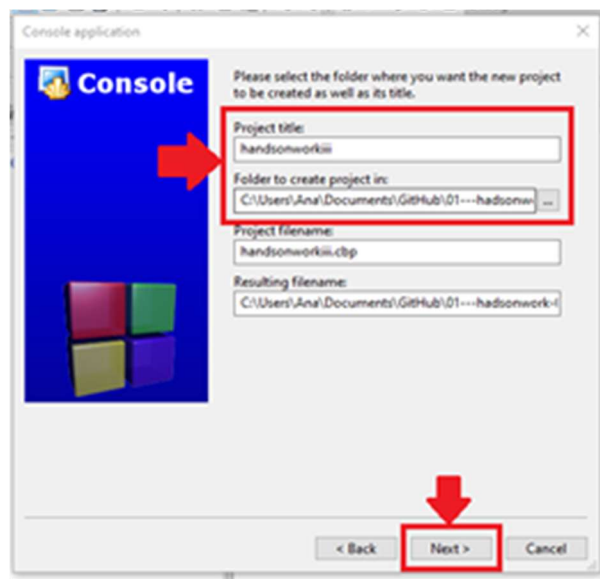 Console application
Console
Please select the folder where you want the new project
to be created as well as its title.
Project title:
handsonworkiii
Folder to create project in:
C:\Users\Ana\Documents\GitHub\01---hadsonw
...
Project filename:
handsonworkiii.cbp
Resulting filename:
C:\Users\Ana\Documents\GitHub\01---hadsonwork-
< Back
Next >
Cancel